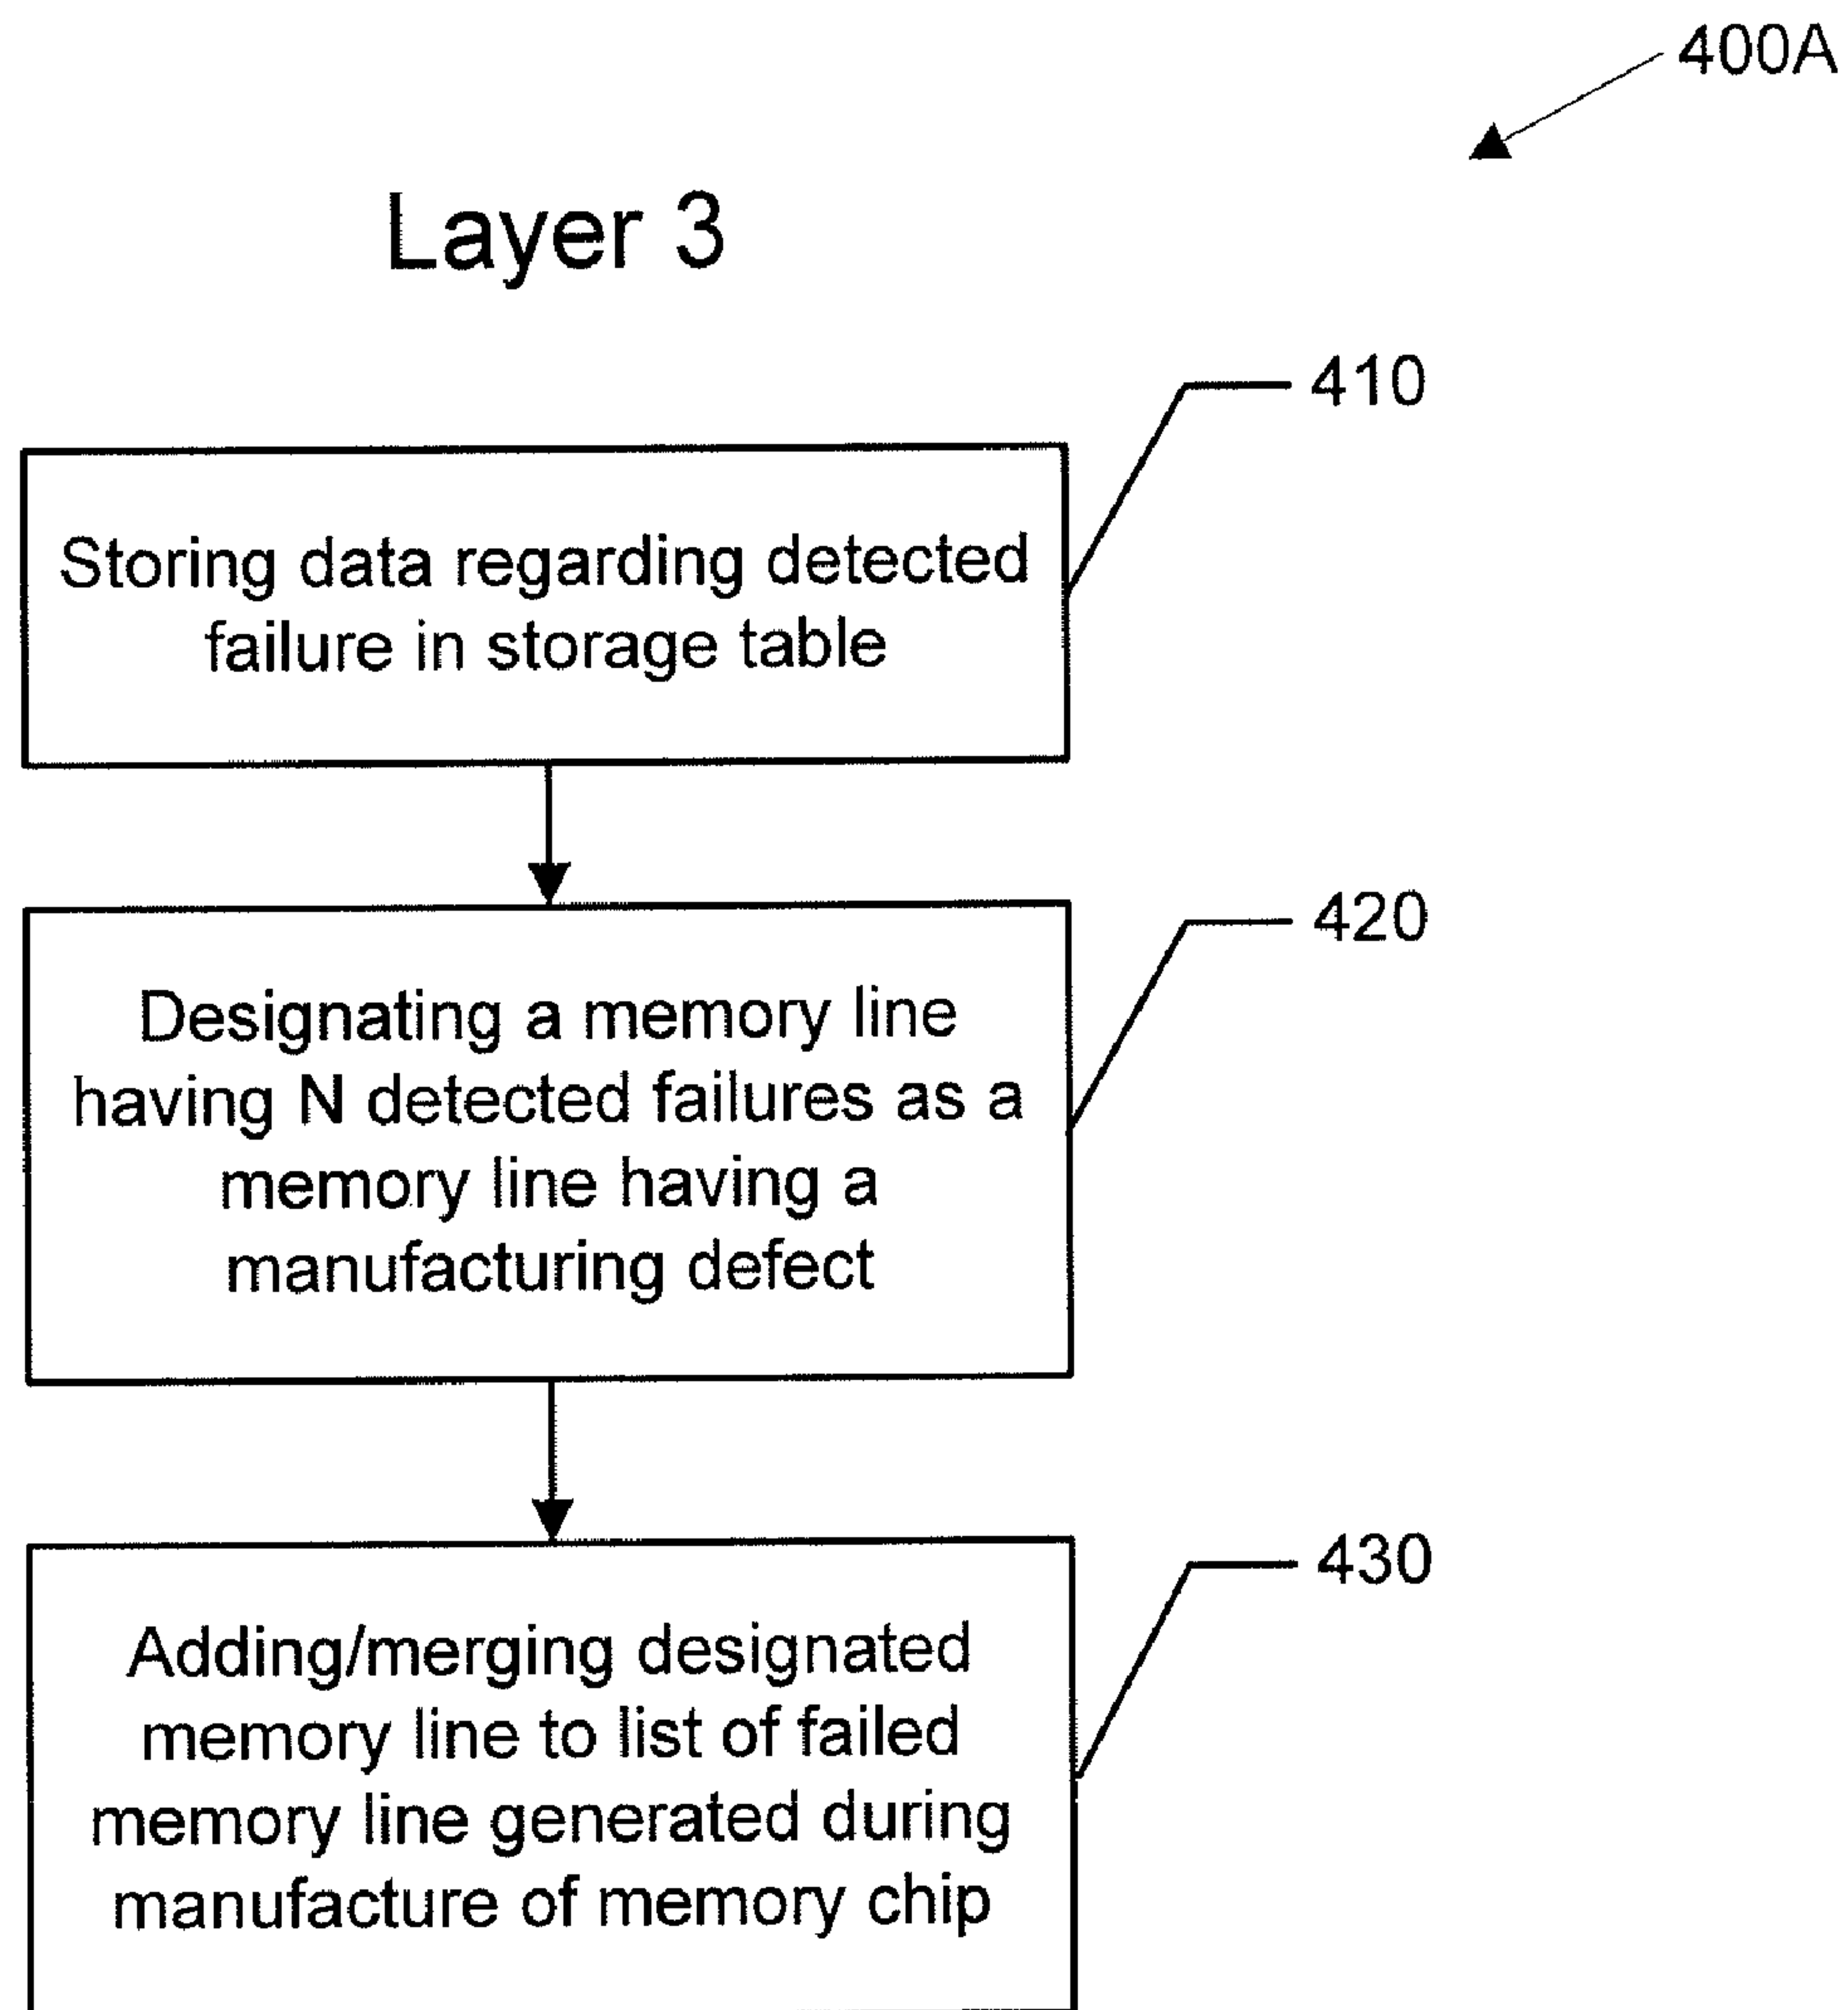 400A
Layer 3
410
Storing data regarding detected
failure in storage table
420
Designating a memory line
having N detected failures as a
memory line having a
manufacturing defect
430
Adding/merging designated
memory line to list of failed
memory line generated during
manufacture of memory chip